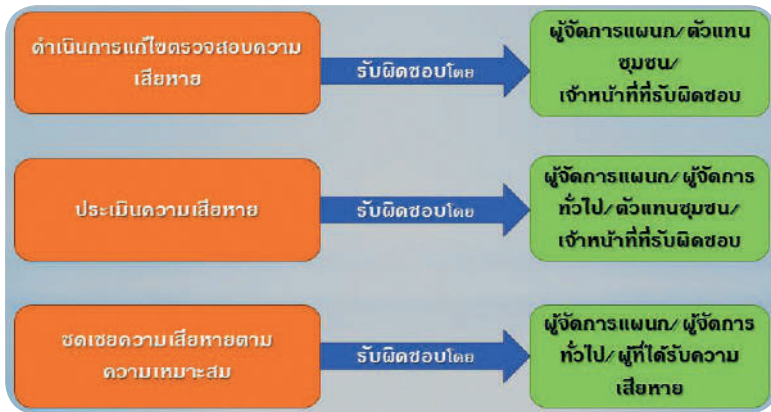 ดำเนินการแก้ไขตรวจสอบความ
เสียหาย
รับผิดชอบโดย
ผู้จัดการแผนก/ตัวแทน
ชุมชน/
เจ้าหน้าที่ที่รับผิดชอบ
ประเมินความเสียหาย
รับผิดชอบโดย
ผู้จัดการแผนก/ ผู้จัดการ
ทั่วไป/ตัวแทนชุมชน/
เจ้าหน้าที่ที่รับผิดชอบ
ชดเชยความเสียหายตาม
ความเหมาะสม
รับผิดชอบโดย
ผู้จัดการแผนก/ ผู้จัดการ
ทั่วไป/ ผู้ที่ได้รับความ
เสียหาย